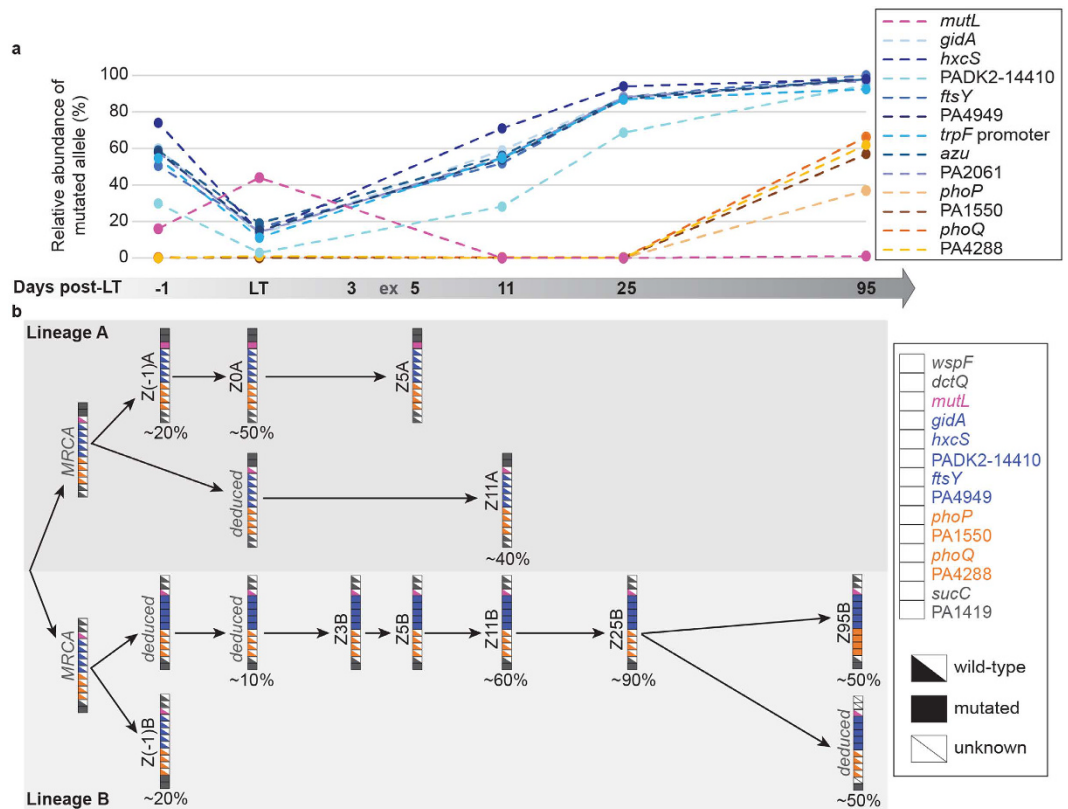 a
Relative abundance of
mutated allele (%)
100
80
60
40
20
0
mutL
gidA
hxcS
PADK2-14410
ftsY
PA4949
trpF promoter
azu
PA2061
phoP
PA1550
phoQ
PA4288
Days post-LT -1 LT 3 ex 5 11 25 95
b
Lineage A
MRCA
Z(-1)A
~20%
Z0A
~50%
Z5A
deduced
Z11A
~40%
MRCA
deduced
deduced
~10%
Z3B
Z5B
Z11B
~60%
Z25B
~90%
Z95B
~50%
Z(-1)B
~20%
deduced
~50%
Lineage B
wspF
dctQ
mutL
gidA
hxcS
PADK2-14410
ftsY
PA4949
phoP
PA1550
phoQ
PA4288
sucC
PA1419
wild-type
mutated
unknown